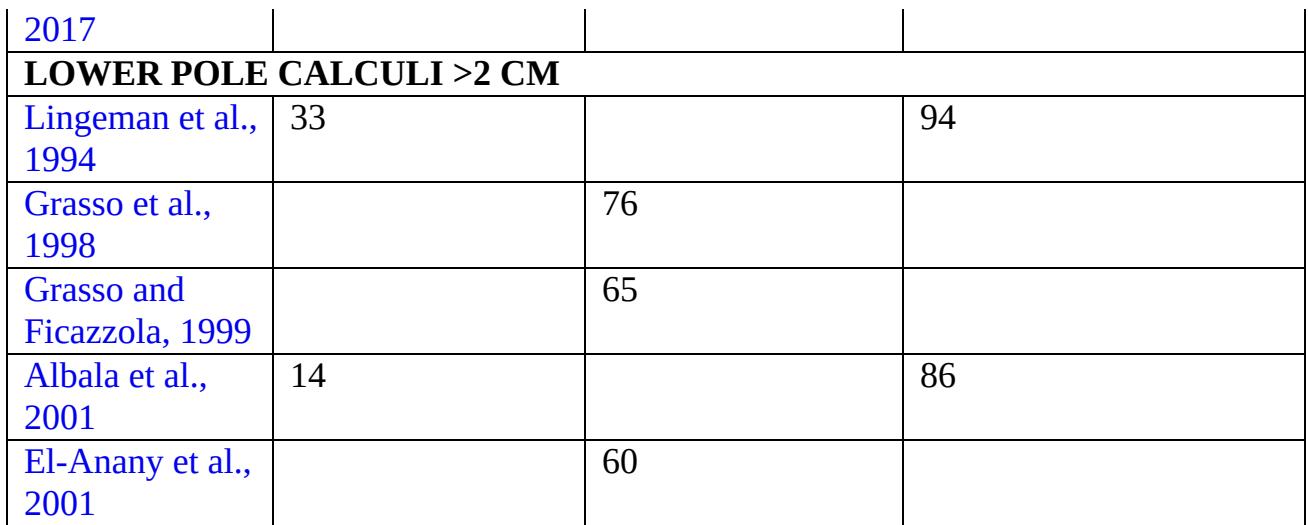 2017
LOWER POLE CALCULI >2 CM
Lingeman et al., 33 94
1994
Grasso et al., 76
1998
Grasso and 65
Ficazzola, 1999
Albala et al., 14 86
2001
El-Anany et al., 60
2001